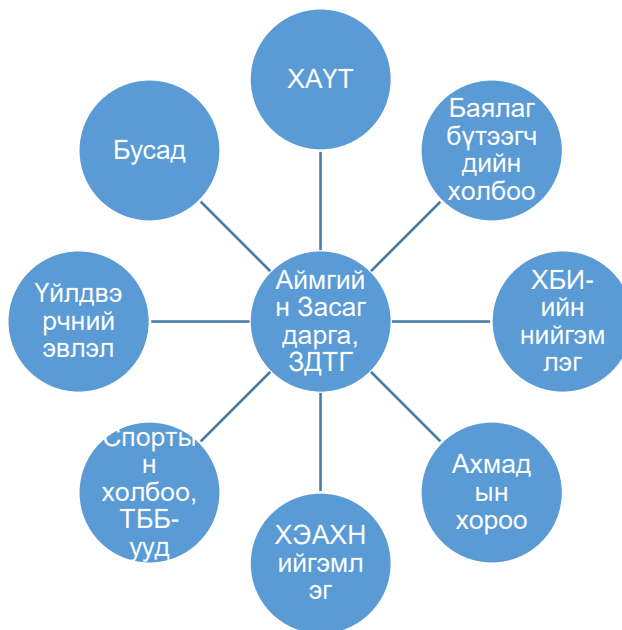 ХАҮТ
Баялаг
бүтээгч
дийн
холбоо
Бусад
Аймгий
н Засаг
дарга,
ЗДТГ
Үйлдвэ
рчний
эвлэл
ХБИ-
ийн
нийгэм
лэг
Спорты
н
холбоо,
ТББ-
ууд
Ахмад
ын
хороо
ХЭАХН
ийгэмл
эг